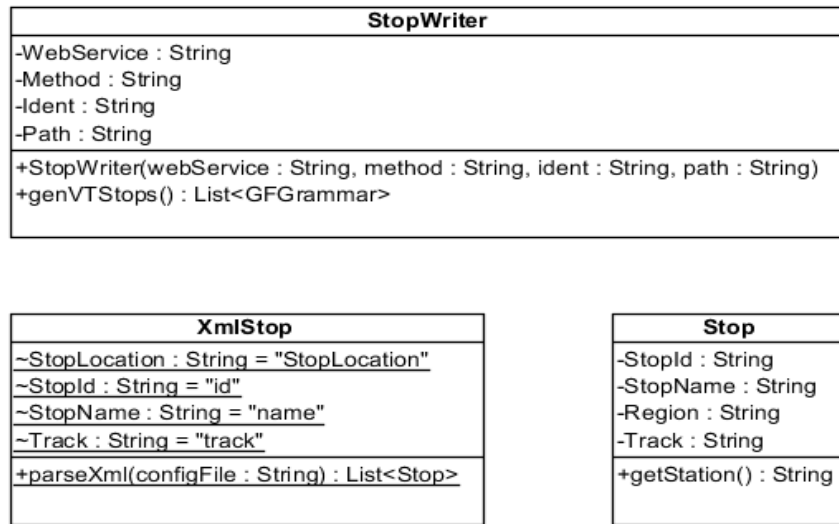 StopWriter
-WebService : String
-Method : String
-Ident : String
-Path : String
+StopWriter(webService : String, method : String, ident : String, path : String)
+genVTStops() : List<GFGrammar>
XmlStop
~StopLocation : String = "StopLocation"
~StopId : String = "id"
~StopName : String = "name"
~Track : String = "track"
+parseXml(configFile : String) : List<Stop>
Stop
-StopId : String
-StopName : String
-Region : String
-Track : String
+getStation() : String